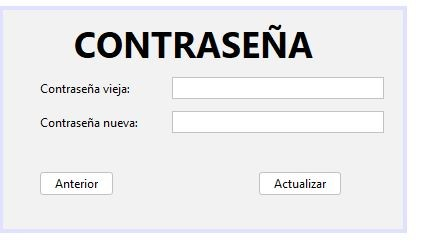 CONTRASEÑA
Contraseña vieja:
Contraseña nueva:
Anterior Actualizar